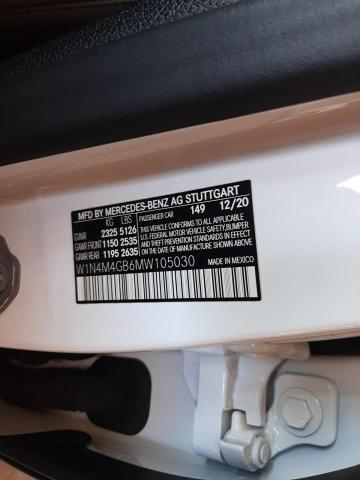 MFD BY MERCEDES-BENZ AG STUTTGART
KG LBS PASSENGER CAR 149 12/20
GVWR 2325 5126 THIS VEHICLE CONFORMS TO ALL APPLICABLE
GAWR FRONT 1150 2535 U.S. FEDERAL MOTOR VEHICLE SAFETY, BUMPER,
GAWR REAR 1195 2635 AND THEFT PREVENTION STANDARDS IN EFFECT
ON THE DATE OF MANUFACTURE SHOWN ABOVE.
W1N4M4GB6MW105030 MADE IN MEXICO